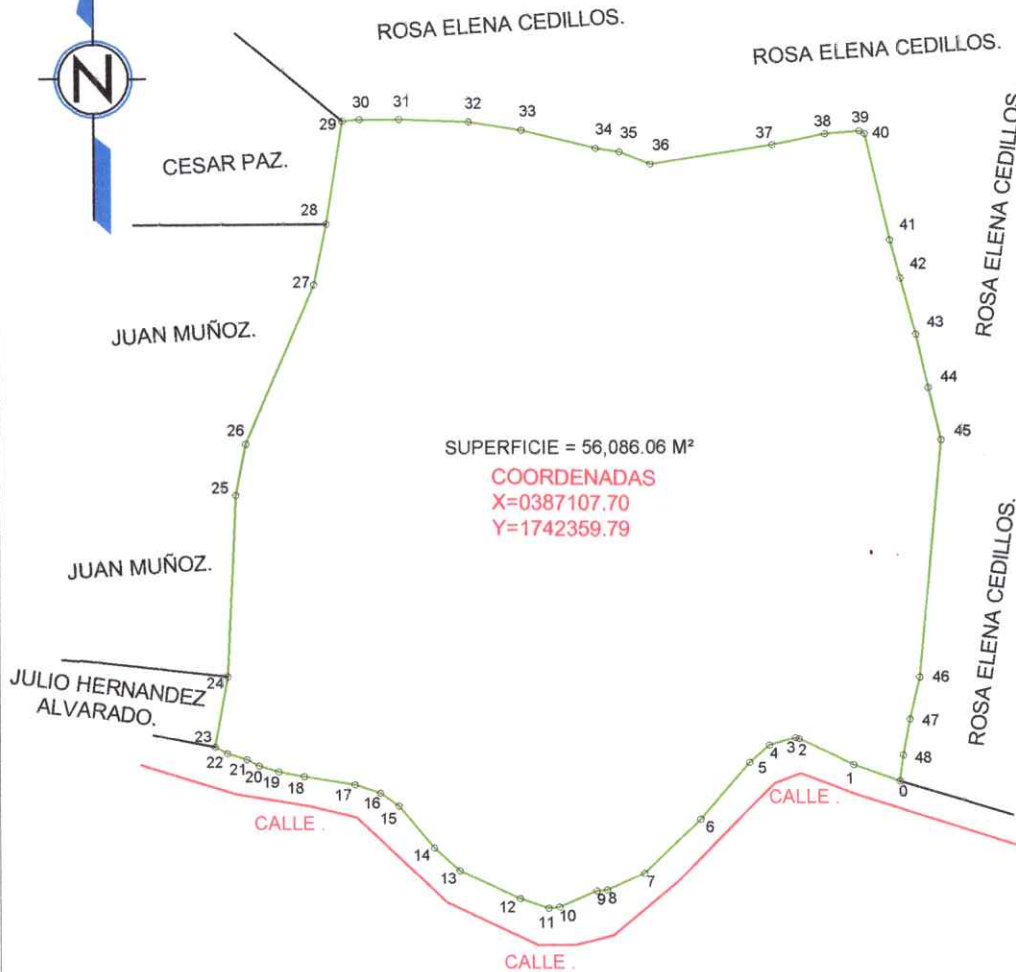 N
ROSA ELENA CEDILLOS.
ROSA ELENA CEDILLOS.
ROSA ELENA CEDILLOS.
ROSA ELENA CEDILLOS.
CESAR PAZ.
JUAN MUÑOZ.
JUAN MUÑOZ.
JULIO HERNANDEZ
ALVARADO.
SUPERFICIE = 56,086.06 M²
COORDENADAS
X=0387107.70
Y=1742359.79
CALLE .
CALLE .
CALLE .
0
1
2
3
4
5
6
7
8
9
10
11
12
13
14
15
16
17
18
19
20
21
22
23
24
25
26
27
28
29
30
31
32
33
34
35
36
37
38
39
40
41
42
43
44
45
46
47
48